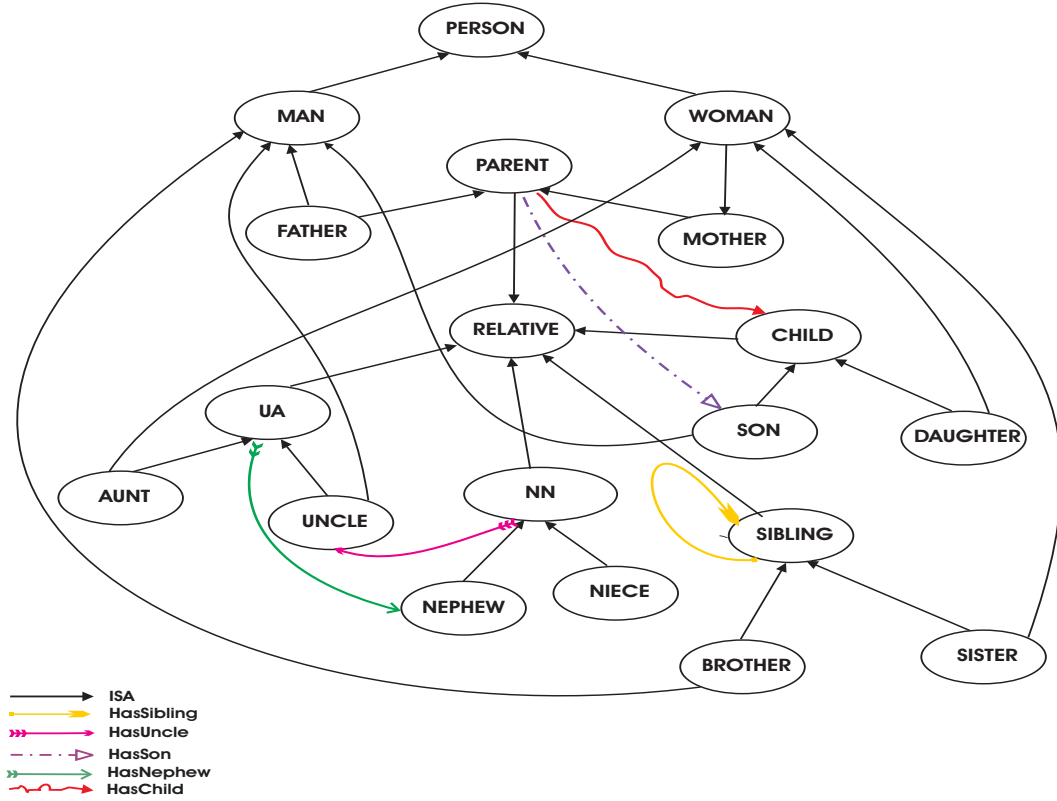 PERSON
MAN
WOMAN
PARENT
FATHER
MOTHER
RELATIVE
CHILD
UA
SON
DAUGHTER
AUNT
NN
UNCLE
SIBLING
NIECE
NEPHEW
BROTHER
SISTER
ISA
HasSibling
HasUncle
HasSon
HasNephew
HasChild